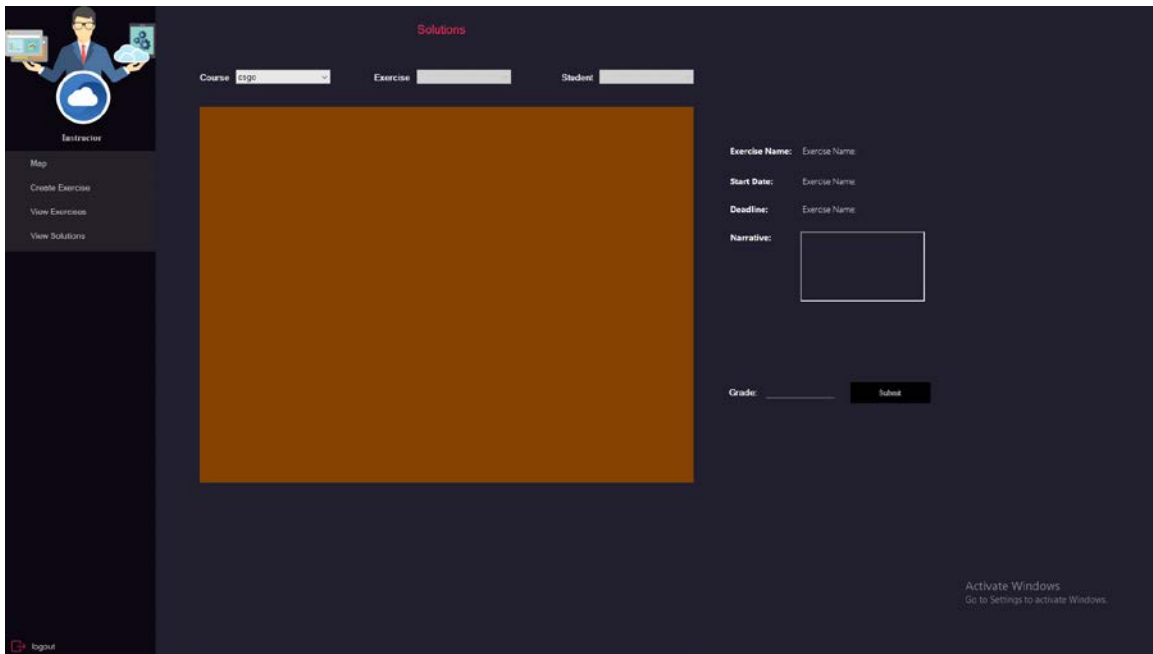 Solutions
Course csgo Exercise Student
Instructor
Map
Create Exercise
View Exercises
View Solutions
Exercise Name: Exercise Name:
Start Date: Exercise Name:
Deadline: Exercise Name:
Narrative:
Grade: Submit
Activate Windows
Go to Settings to activate Windows.
logout